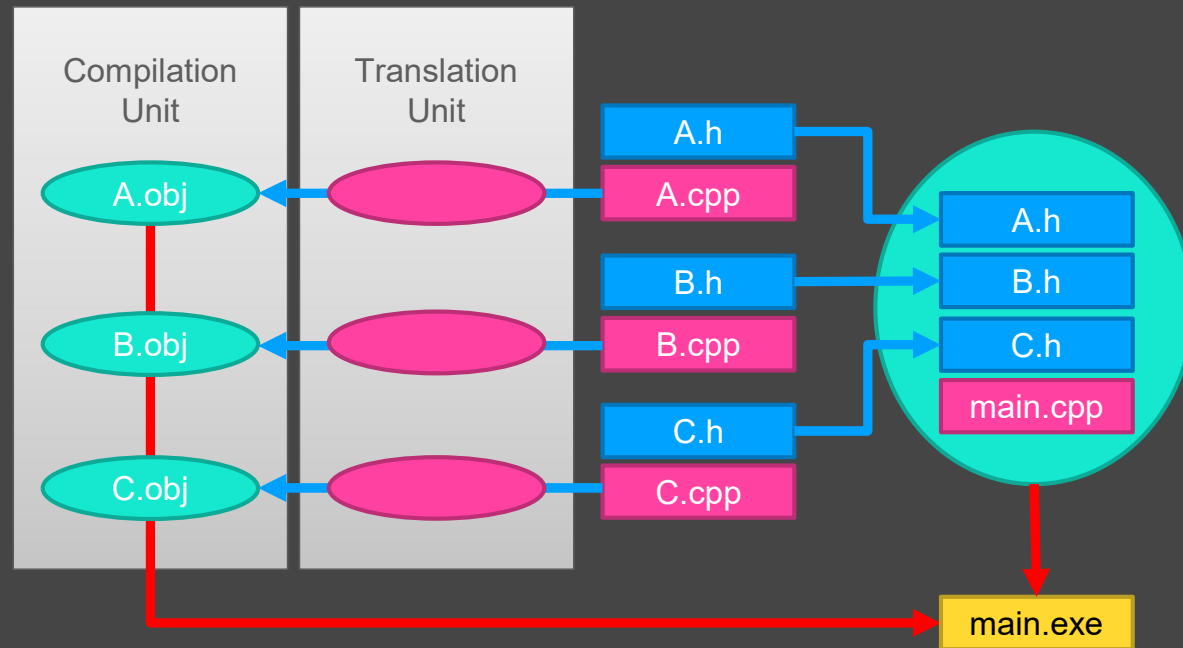 Compilation
Unit
Translation
Unit
A.h
A.cpp
A.obj
B.h
B.cpp
B.obj
C.h
C.cpp
C.obj
A.h
B.h
C.h
main.cpp
main.exe